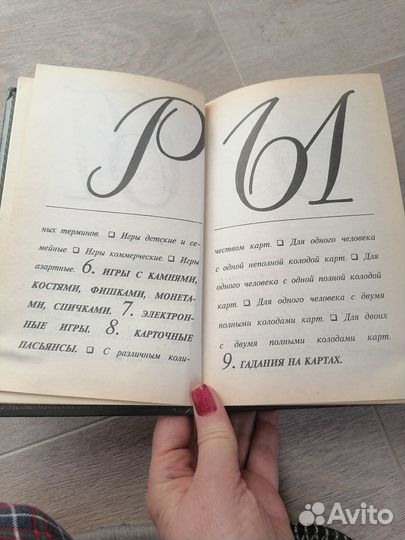 Р
ных терминов. ❏ Игры детские и се-
мейные. ❏ Игры коммерческие. ❏ Игры
азартные. 6. ИГРЫ С КАМНЯМИ,
КОСТЯМИ, ФИШКАМИ, МОНЕТА-
МИ, СПИЧКАМИ. 7. ЭЛЕКТРОН-
НЫЕ ИГРЫ. 8. КАРТОЧНЫЕ
ПАСЬЯНСЫ. ❏ С различным коли-
Ы
чеством карт. ❏ Для одного человека
с одной неполной колодой карт. ❏ Для
одного человека с одной полной колодой
карт. ❏ Для одного человека с двумя
полными колодами карт. ❏ Для двоих
с двумя полными колодами карт.
9. ГАДАНИЯ НА КАРТАХ.
Avito